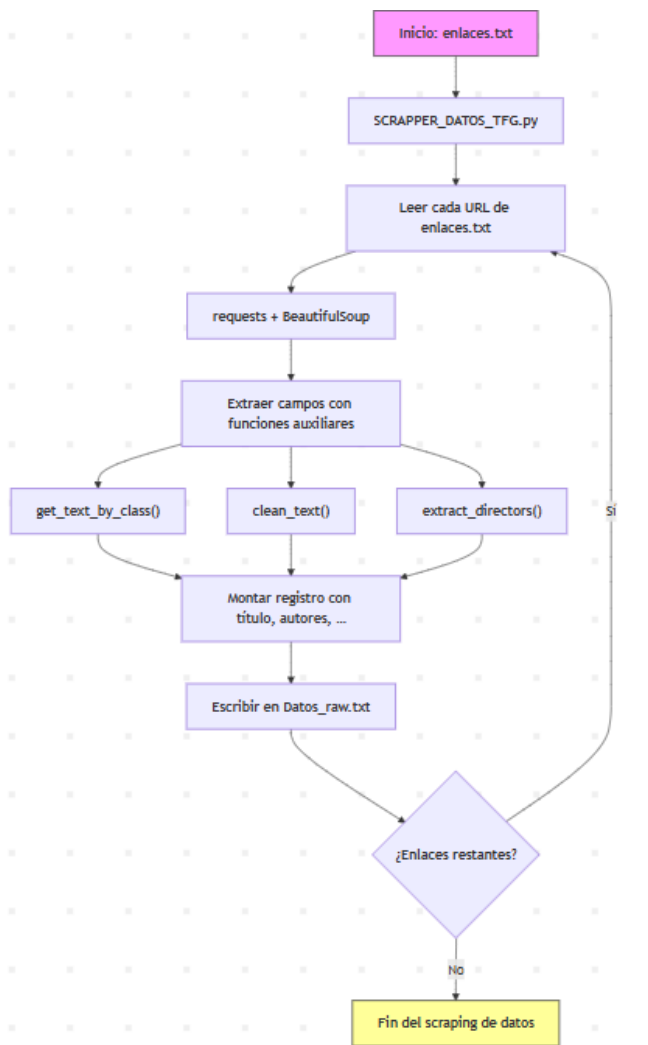 Inicio: enlaces.txt
SCRAPPER_DATOS_TFG.py
Leer cada URL de
enlaces.txt
requests + BeautifulSoup
Extraer campos con
funciones auxiliares
get_text_by_class()
clean_text()
extract_directors()
Sí
Montar registro con
título, autores, ...
Escribir en Datos_raw.txt
¿Enlaces restantes?
No
Fin del scraping de datos